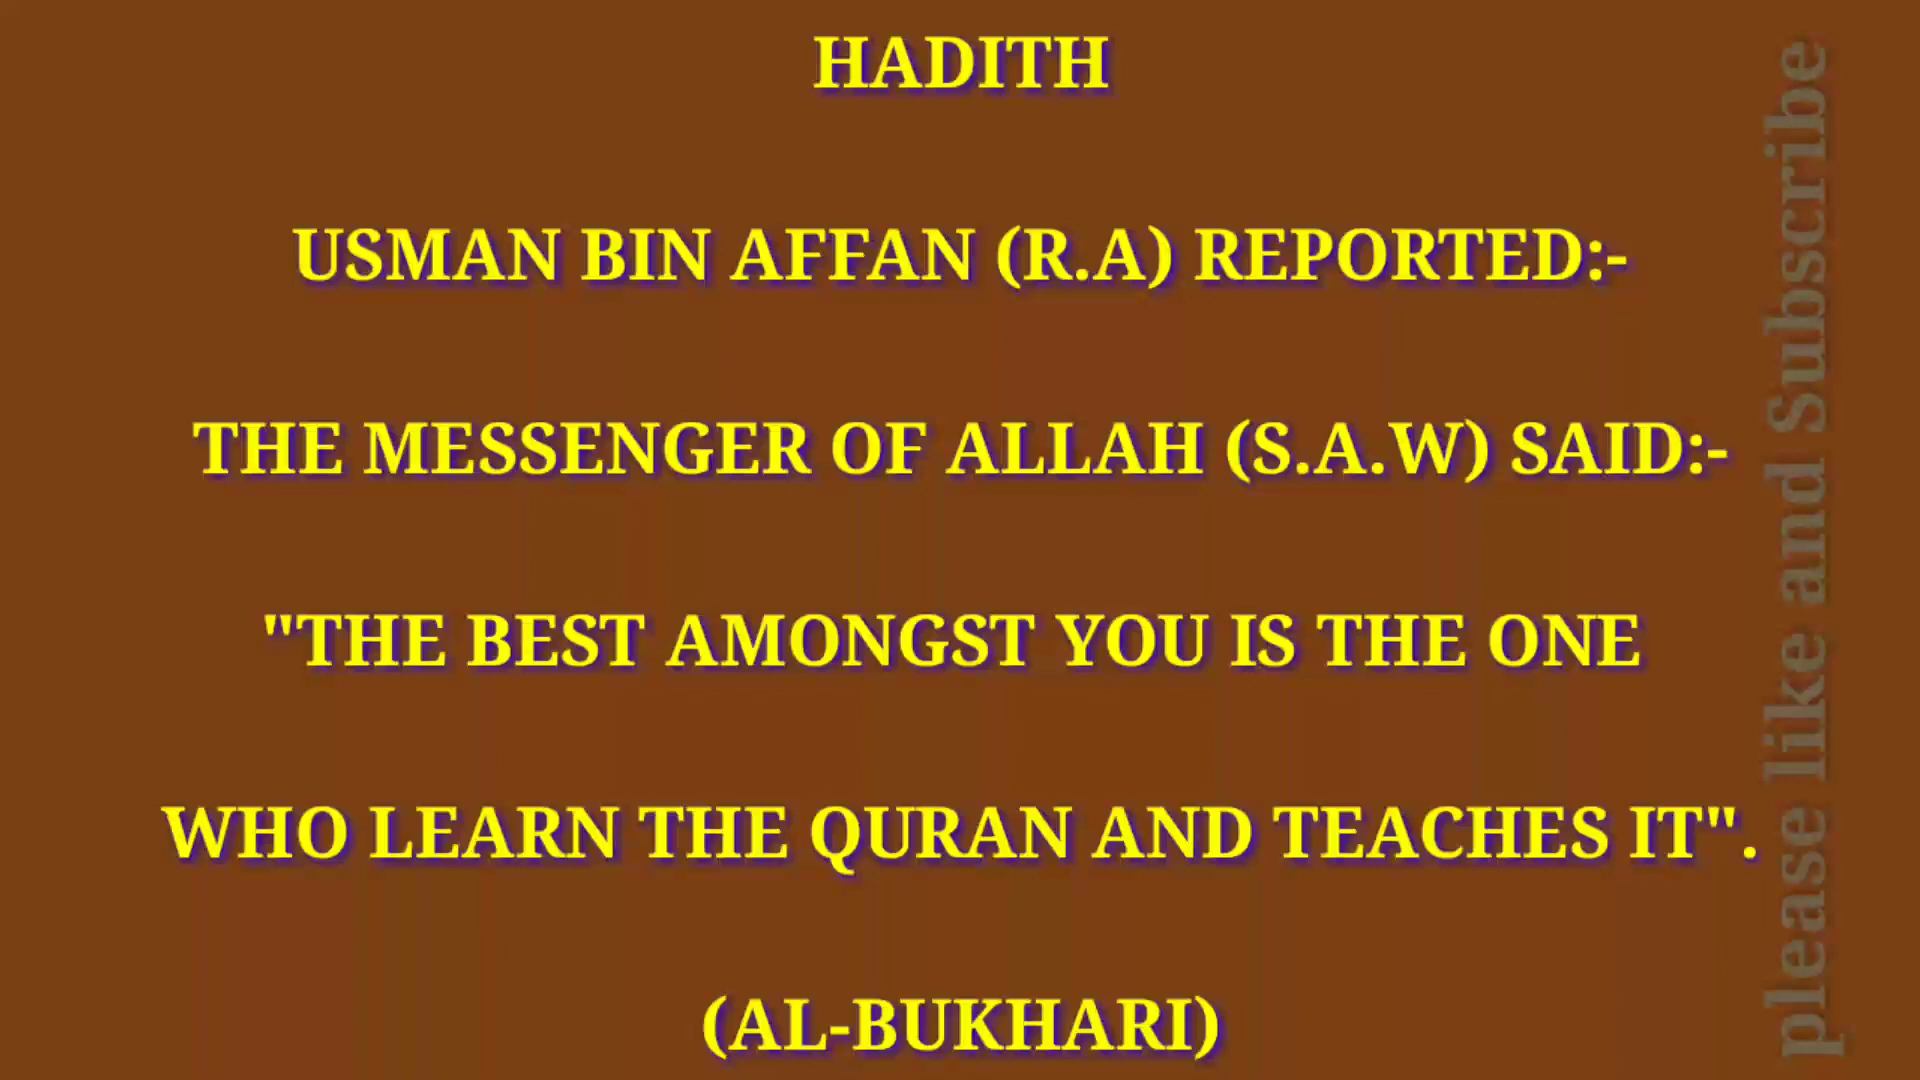 HADITH
USMAN BIN AFFAN (R.A) REPORTED:-
THE MESSENGER OF ALLAH (S.A.W) SAID:-
"THE BEST AMONGST YOU IS THE ONE
WHO LEARN THE QURAN AND TEACHES IT".
(AL-BUKHARI)
please like and Subscribe